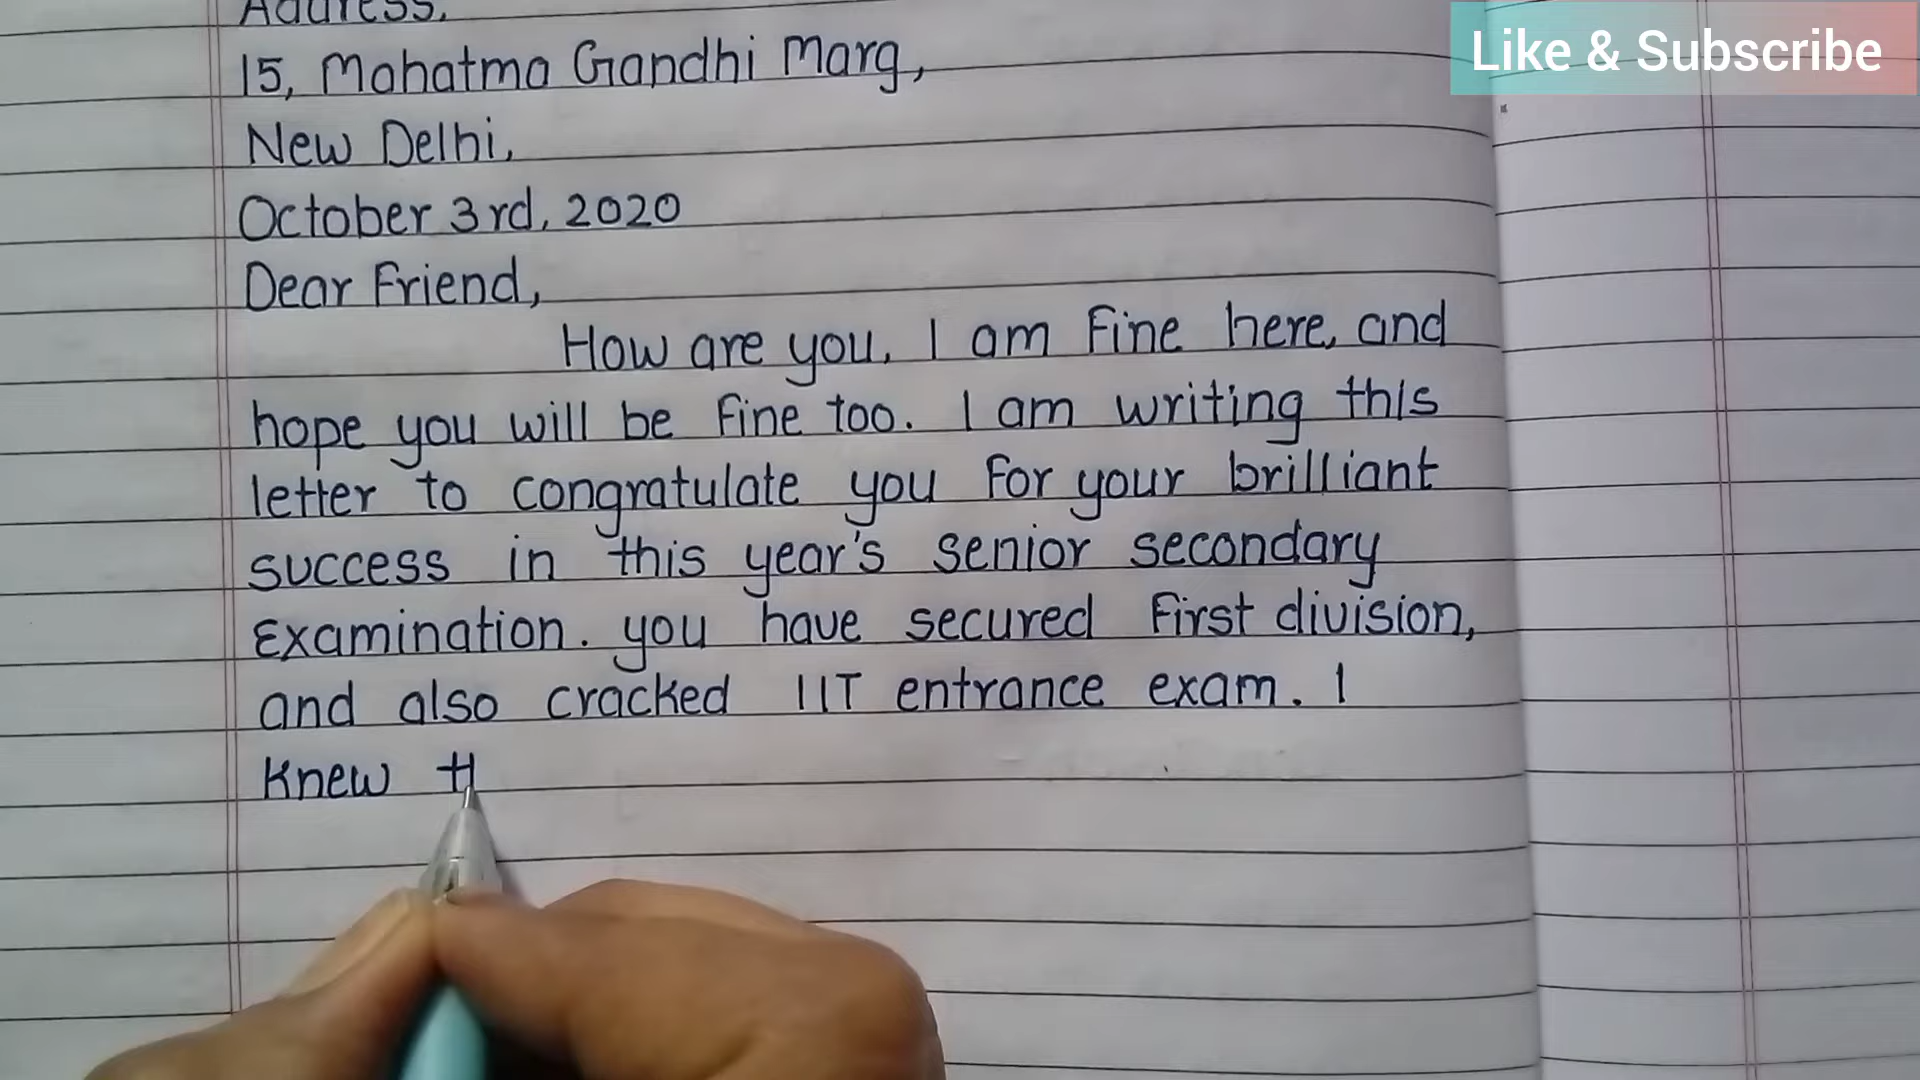 Address,
Like & Subscribe
15, Mahatma Gandhi Marg,
New Delhi,
October 3rd, 2020
Dear Friend,
How are you, I am Fine here, and
hope you will be Fine too. I am writing this
letter to congratulate you For your brilliant
success in this year's senior secondary
Examination. you have secured First division,
and also cracked IIT entrance exam. I
Knew